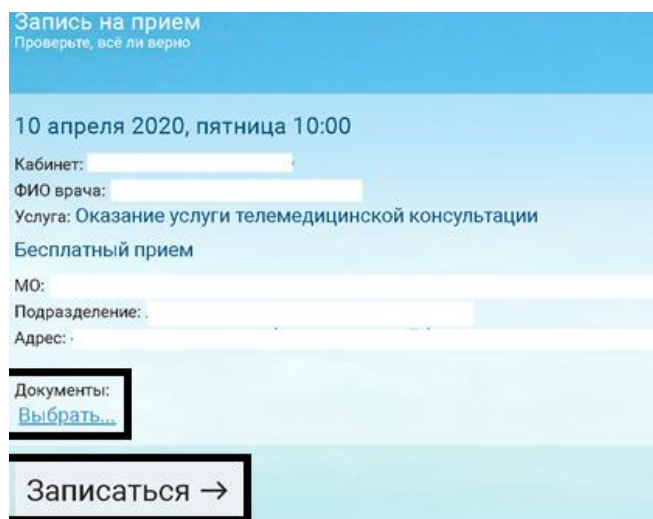 Запись на прием
Проверьте, всё ли верно
10 апреля 2020, пятница 10:00
Кабинет:
ФИО врача:
Услуга: Оказание услуги телемедицинской консультации
Бесплатный прием
МО:
Подразделение: .
Адрес:
Документы:
Выбрать...
Записаться →